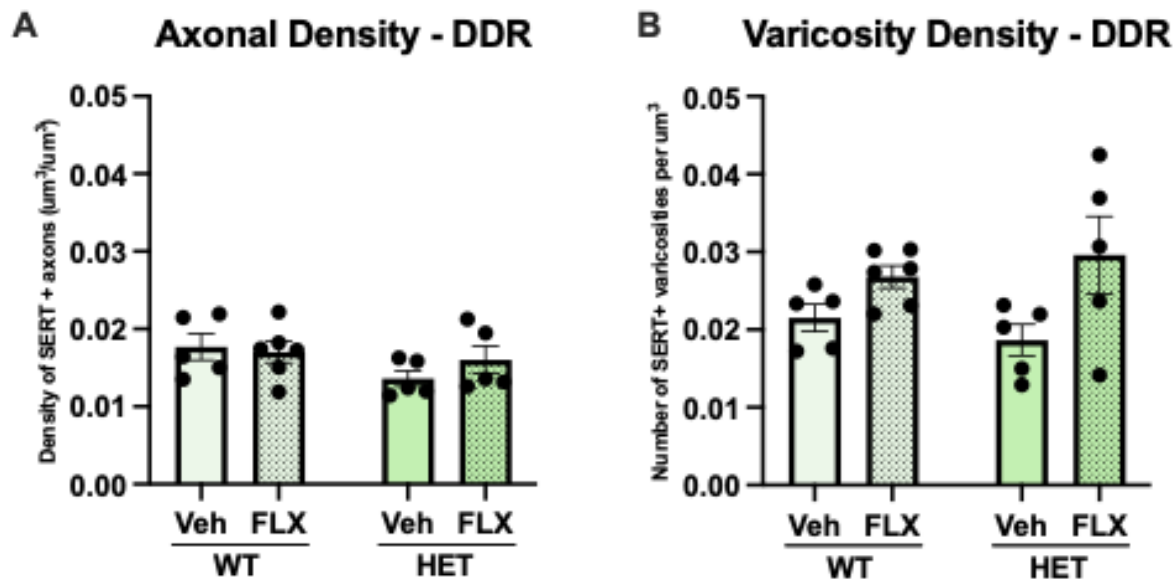 A
Axonal Density - DDR
Density of SERT + axons (um³/um³)
0.05
0.04
0.03
0.02
0.01
0.00
Veh
FLX
Veh
FLX
WT
HET
B
Varicosity Density - DDR
Number of SERT+ varicosities per um³
0.05
0.04
0.03
0.02
0.01
0.00
Veh
FLX
Veh
FLX
WT
HET